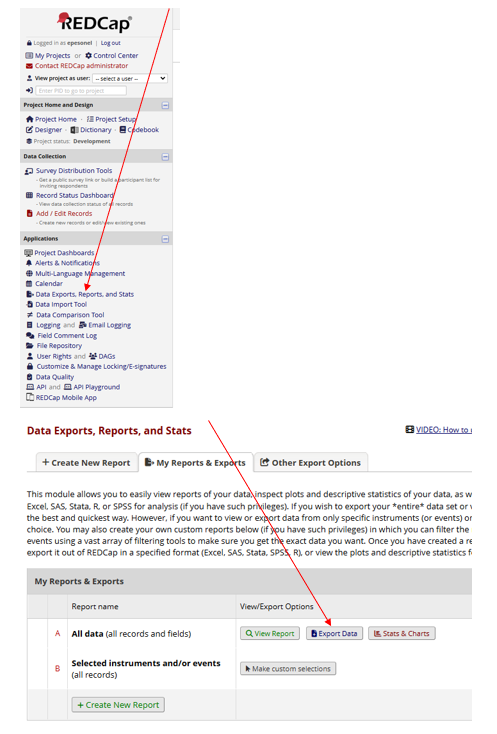 REDCap
Logged in as epesonel | Log out
My Projects or Control Center
Contact REDCap administrator
View project as user: -- select a user --
Enter PID to go to project
Project Home and Design
Project Home · Project Setup
Designer · Dictionary · Codebook
Project status: Development
Data Collection
Survey Distribution Tools
- Get a public survey link or build a participant list for
inviting respondents
Record Status Dashboard
- View data collection status of all records
Add / Edit Records
- Create new records or edit/view existing ones
Applications
Project Dashboards
Alerts & Notifications
Multi-Language Management
Calendar
Data Exports, Reports, and Stats
Data Import Tool
Data Comparison Tool
Logging and Email Logging
Field Comment Log
File Repository
User Rights and DAGs
Customize & Manage Locking/E-signatures
Data Quality
API and API Playground
REDCap Mobile App
Data Exports, Reports, and Stats
VIDEO: How to
+ Create New Report My Reports & Exports Other Export Options
This module allows you to easily view reports of your data, inspect plots and descriptive statistics of your data, as w
Excel, SAS, Stata, R, or SPSS for analysis (if you have such privileges). If you wish to export your *entire* data set or
the best and quickest way. However, if you want to view or export data from only specific instruments (or events) or
choice. You may also create your own custom reports below (if you have such privileges) in which you can filter the
events using a vast array of filtering tools to make sure you get the exact data you want. Once you have created a re
export it out of REDCap in a specified format (Excel, SAS, Stata, SPSS, R), or view the plots and descriptive statistics f
My Reports & Exports
Report name View/Export Options
A All data (all records and fields) View Report Export Data Stats & Charts
B Selected instruments and/or events
(all records) Make custom selections
+ Create New Report